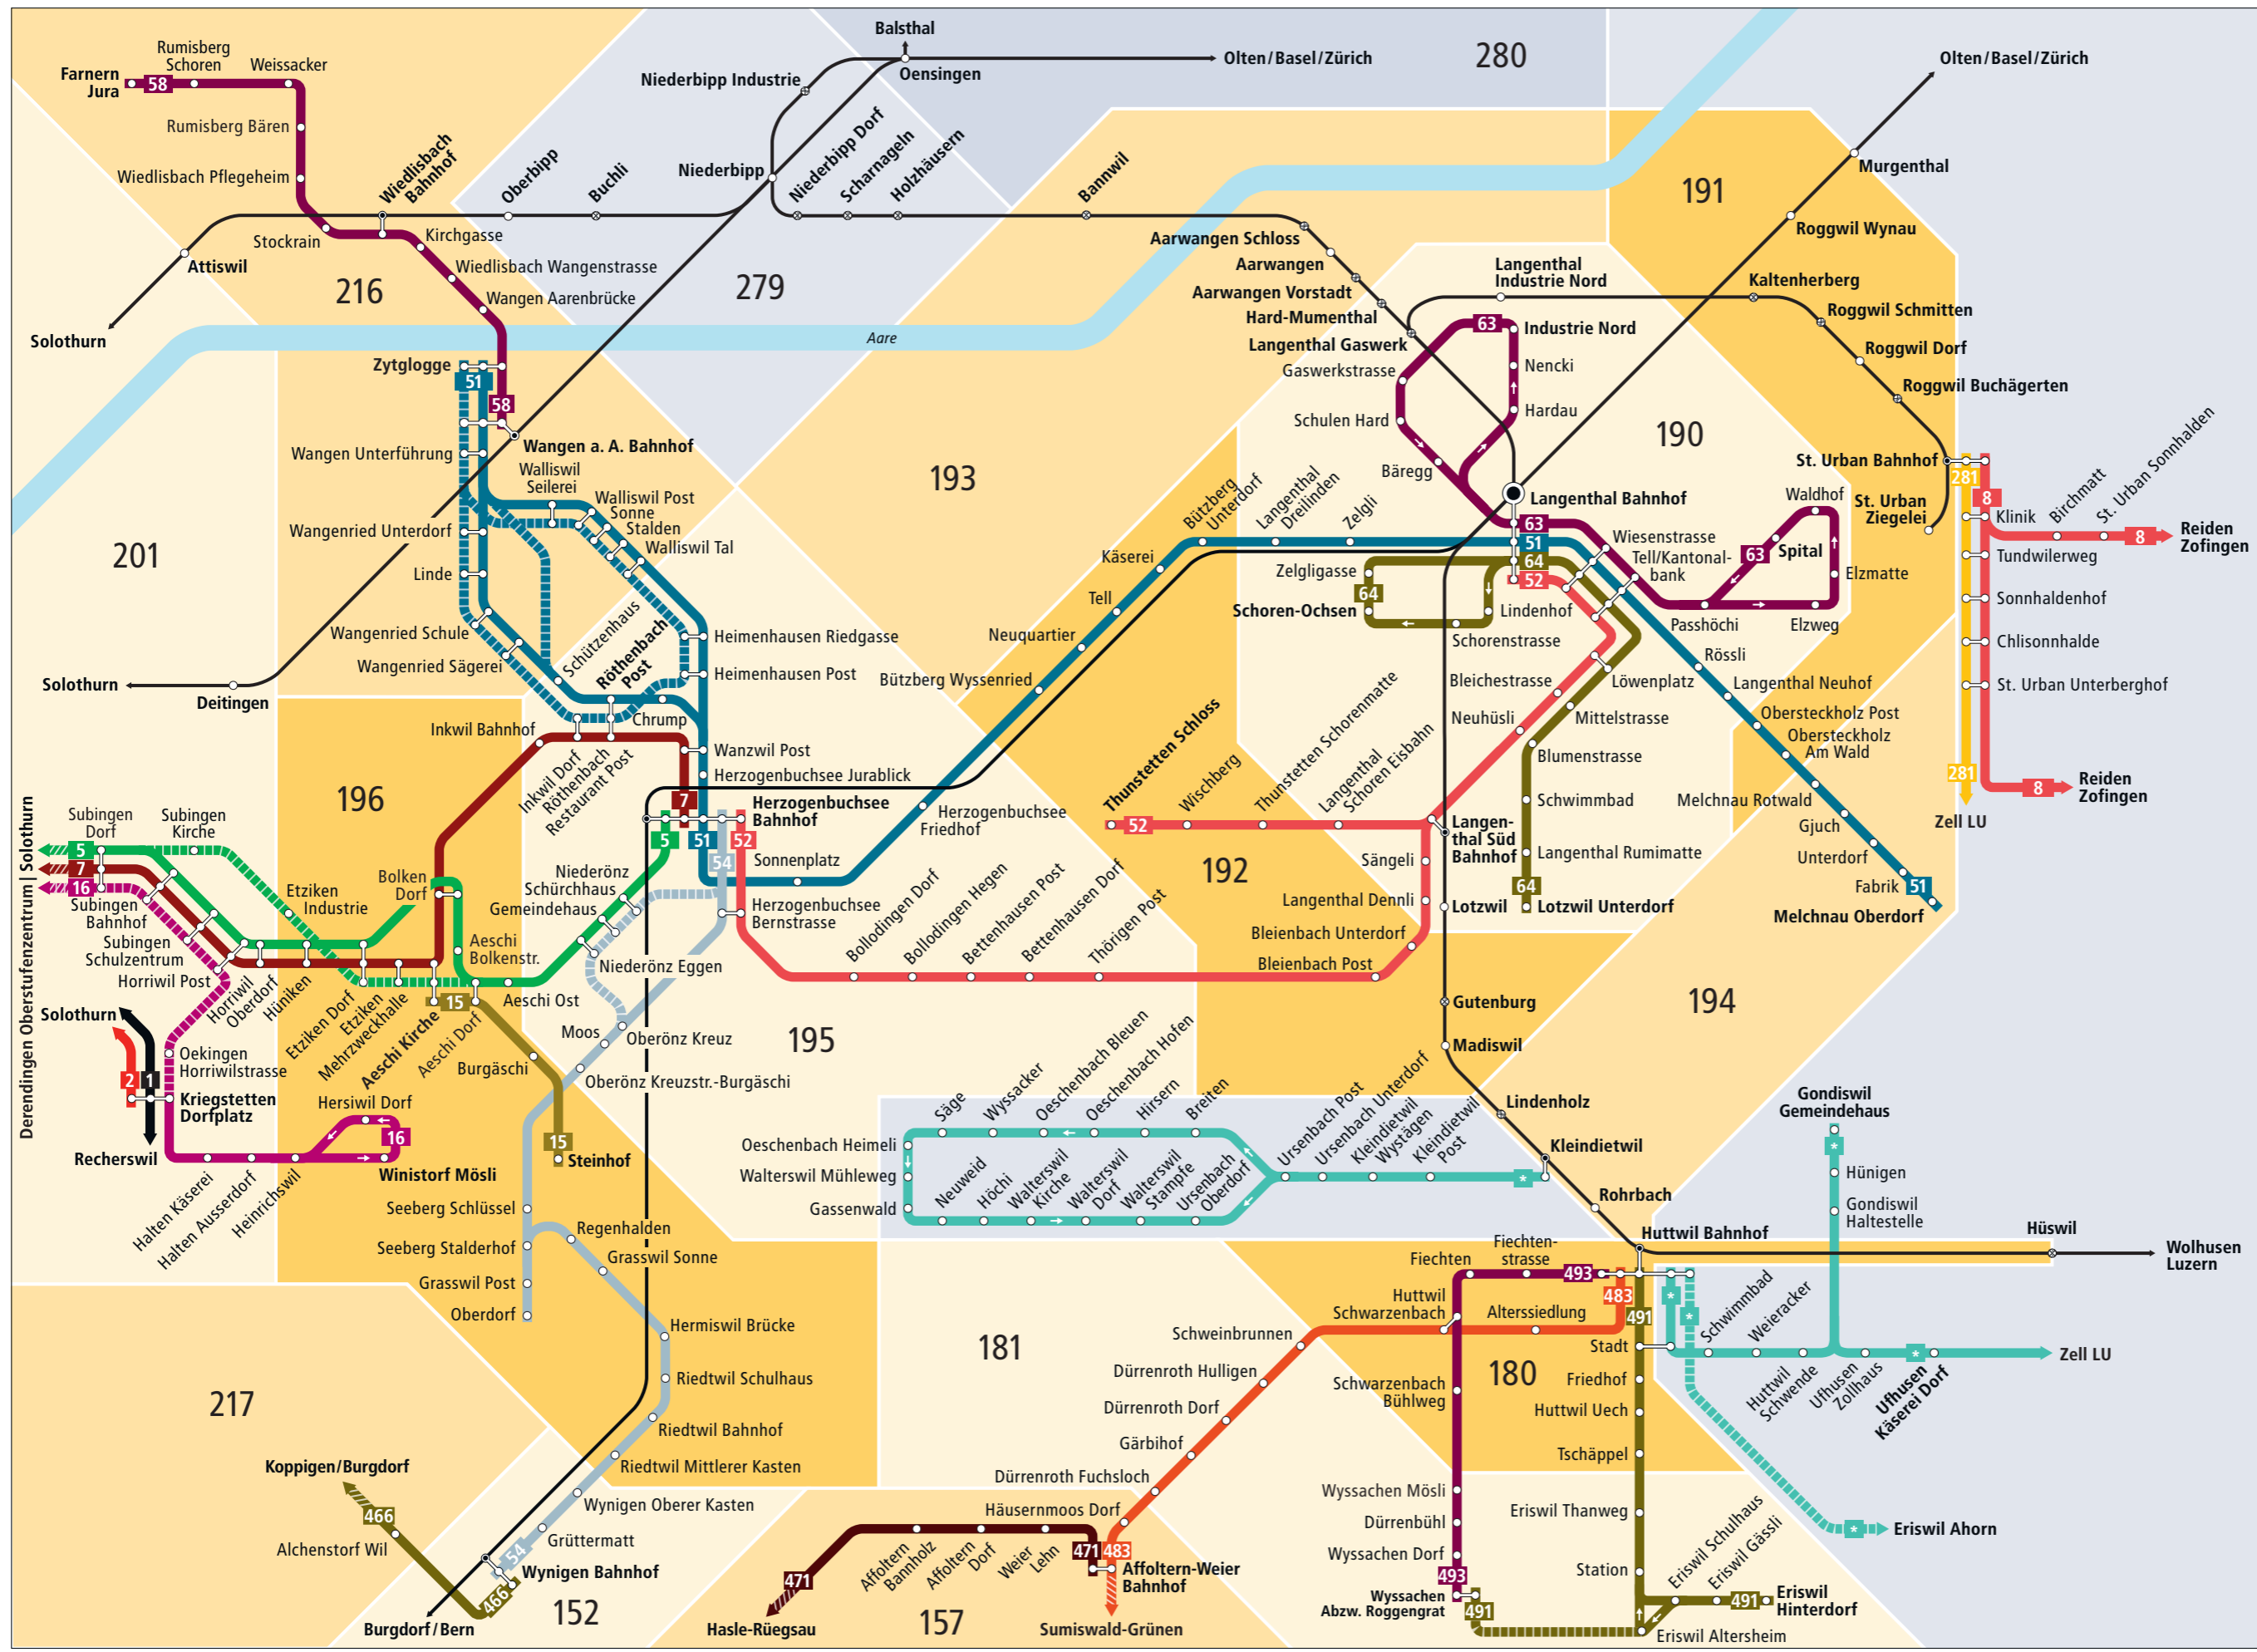 Balsthal
280
Olten/Basel/Zürich
Olten/Basel/Zürich
Oensingen
Niederbipp Industrie
Rumisberg
Schoren
Weissacker
Farnern
Jura
58
Rumisberg Bären
Wiedlisbach Pflegeheim
Wiedlisbach
Bahnhof
Oberbipp
Buchli
Niederbipp
Niederbipp Dorf
Scharnageln
Holzhäusern
Bannwil
191
Murgenthal
Roggwil Wynau
Stockrain
Kirchgasse
Attiswil
Wiedlisbach Wangenstrasse
216
Wangen Aarenbrücke
279
Aarwangen Schloss
Aarwangen
Aarwangen Vorstadt
Hard-Mumenthal
Langenthal Gaswerk
Langenthal
Industrie Nord
Kaltenherberg
Roggwil Schmitten
Roggwil Dorf
Roggwil Buchägerten
Solothurn
Aare
63
Industrie Nord
Nencki
Gaswerkstrasse
Hardau
Schulen Hard
Bäregg
190
Zytglogge
51
58
Wangen a. A. Bahnhof
Wangen Unterführung
Walliswil
Seilerei
Walliswil Post
Sonne
Stalden
Walliswil Tal
Wangenried Unterdorf
Linde
193
Bützberg
Unterdorf
Langenthal
Dreilinden
Zelgli
Langenthal Bahnhof
63
51
64
52
Wiesenstrasse
Tell/Kantonal-
bank
Waldhof
63
Spital
Elzmatte
Elzweg
Passhöchi
St. Urban Bahnhof
St. Urban
Ziegelei
281
8
Klinik
Birchmatt
St. Urban Sonnhalden
8
Reiden
Zofingen
Tundwilerweg
Sonnhaldenhof
Chlisonnhalde
St. Urban Unterberghof
281
8
Reiden
Zofingen
Zell LU
201
Käserei
Tell
Neuquartier
Bützberg Wyssenried
Zelgligasse
64
Schoren-Ochsen
Lindenhof
Schorenstrasse
Wangenried Schule
Wangenried Sägerei
Schützenhaus
Röthenbach
Post
Heimenhausen Riedgasse
Heimenhausen Post
Solothurn
Deitingen
Chrump
Inkwil Bahnhof
Inkwil Dorf
Röthenbach
Restaurant Post
Wanzwil Post
Herzogenbuchsee Jurablick
Bleichestrasse
Neuhüsli
Löwenplatz
Mittelstrasse
Blumenstrasse
Schwimmbad
Langenthal Rumimatte
64
Lotzwil Unterdorf
Rössli
Langenthal Neuhof
Obersteckholz Post
Obersteckholz
Am Wald
Melchnau Rotwald
Gjuch
Unterdorf
Fabrik
51
Melchnau Oberdorf
Thunstetten Schloss
Wischberg
Thunstetten Schorenmatte
Langenthal
Schoren Eisbahn
52
192
Langen-
thal Süd
Bahnhof
Sängeli
Langenthal Dennli
Lotzwil
Bleienbach Unterdorf
Bleienbach Post
Derendingen Oberstufenzentrum | Solothurn
196
Subingen
Dorf
Subingen
Kirche
5
7
16
Subingen
Bahnhof
Subingen
Schulzentrum
Horriwil Post
Etziken
Industrie
Bolken
Dorf
Aeschi
Bolkenstr.
Horriwil
Oberdorf
Hüniken
Etziken Dorf
Etziken
Mehrzweckhalle
Aeschi Kirche
15
Aeschi Dorf
Aeschi Ost
7
Herzogenbuchsee
Bahnhof
5
51
54
52
Herzogenbuchsee
Friedhof
Sonnenplatz
Niederönz
Schürchhaus
Gemeindehaus
Herzogenbuchsee
Bernstrasse
Niederönz Eggen
Bollodingen Dorf
Bollodingen Hegen
Bettenhausen Post
Bettenhausen Dorf
Thörigen Post
Moos
Oberönz Kreuz
Oberönz Kreuzstr.-Burgäschi
Burgäschi
15
Steinhof
195
Solothurn
2
1
Oekingen
Horriwilstrasse
Kriegstetten
Dorfplatz
Recherswil
Hersiwil Dorf
16
Winistorf Mösli
Halten Käserei
Halten Ausserdorf
Heinrichswil
Gutenburg
194
Madiswil
Lindenholz
Kleindietwil
Rohrbach
Säge
Wyssacker
Oeschenbach Bleuen
Oeschenbach Hofen
Hirsern
Breiten
Oeschenbach Heimeli
Walterswil Mühleweg
Gassenwald
Neuweid
Höchi
Walterswil
Kirche
Walterswil
Dorf
Walterswil
Stampfe
Ursenbach
Oberdorf
Ursenbach Post
Ursenbach Unterdorf
Kleindietwil
Wystägen
Kleindietwil
Post
*
Gondiswil
Gemeindehaus
*
Hünigen
Gondiswil
Haltestelle
Huttwil Bahnhof
Hüswil
Wolhusen
Luzern
Seeberg Schlüssel
Seeberg Stalderhof
Grasswil Post
Oberdorf
Regenhalden
Grasswil Sonne
Hermiswil Brücke
Riedtwil Schulhaus
Riedtwil Bahnhof
Riedtwil Mittlerer Kasten
Wynigen Oberer Kasten
Grüttermatt
54
Wynigen Bahnhof
466
152
Burgdorf/Bern
217
Koppigen/Burgdorf
466
Alchenstorf Wil
181
Fiechten
Fiechten-
strasse
493
483
491
Huttwil
Schwarzenbach
Alterssiedlung
Schweinbrunnen
Dürrenroth Hulligen
Dürrenroth Dorf
Gärbihof
Dürrenroth Fuchsloch
Häusernmoos Dorf
Schwarzenbach
Bühlweg
180
Stadt
Friedhof
Huttwil Uech
Tschäppel
*
*
Schwimmbad
Weieracker
Huttwil
Schwende
Ufhusen
Zollhaus
*
Ufhusen
Käserei Dorf
Zell LU
Wyssachen Mösli
Dürrenbühl
Wyssachen Dorf
493
Wyssachen
Abzw. Roggengrat
491
Eriswil Thanweg
Station
Eriswil Schulhaus
Eriswil Gässli
491
Eriswil
Hinterdorf
Eriswil Altersheim
*
Eriswil Ahorn
471
Affoltern
Bannholz
Affoltern
Dorf
Weier
Lehn
471
483
Affoltern-Weier
Bahnhof
Hasle-Rüegsau
157
Sumiswald-Grünen